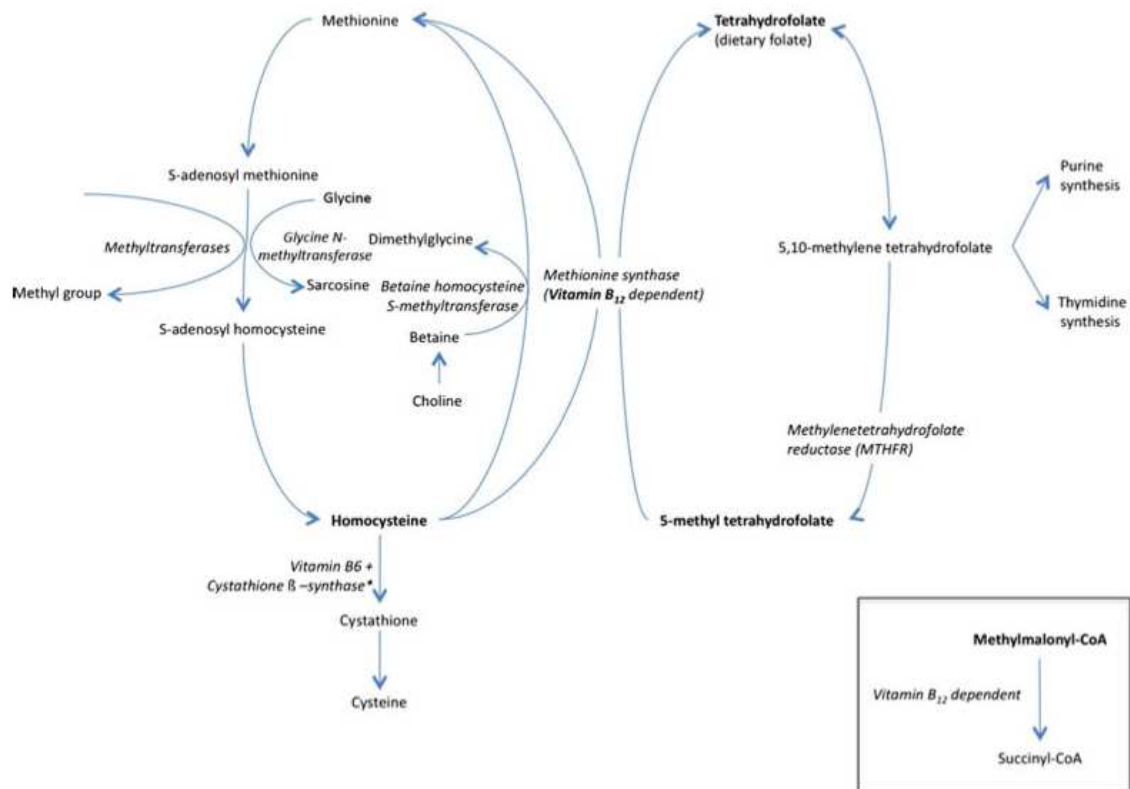 Methionine
Tetrahydrofolate
(dietary folate)
S-adenosyl methionine
Glycine
Methyltransferases
Glycine N-
methyltransferase
Sarcosine
Methyl group
S-adenosyl homocysteine
Dimethylglycine
Betaine homocysteine
S-methyltransferase
Betaine
Choline
Methionine synthase
(Vitamin B12 dependent)
5,10-methylene tetrahydrofolate
Purine
synthesis
Thymidine
synthesis
Methylenetetrahydrofolate
reductase (MTHFR)
Homocysteine
5-methyl tetrahydrofolate
Vitamin B6 +
Cystathione ß –synthase*
Cystathione
Cysteine
Methylmalonyl-CoA
Vitamin B12 dependent
Succinyl-CoA